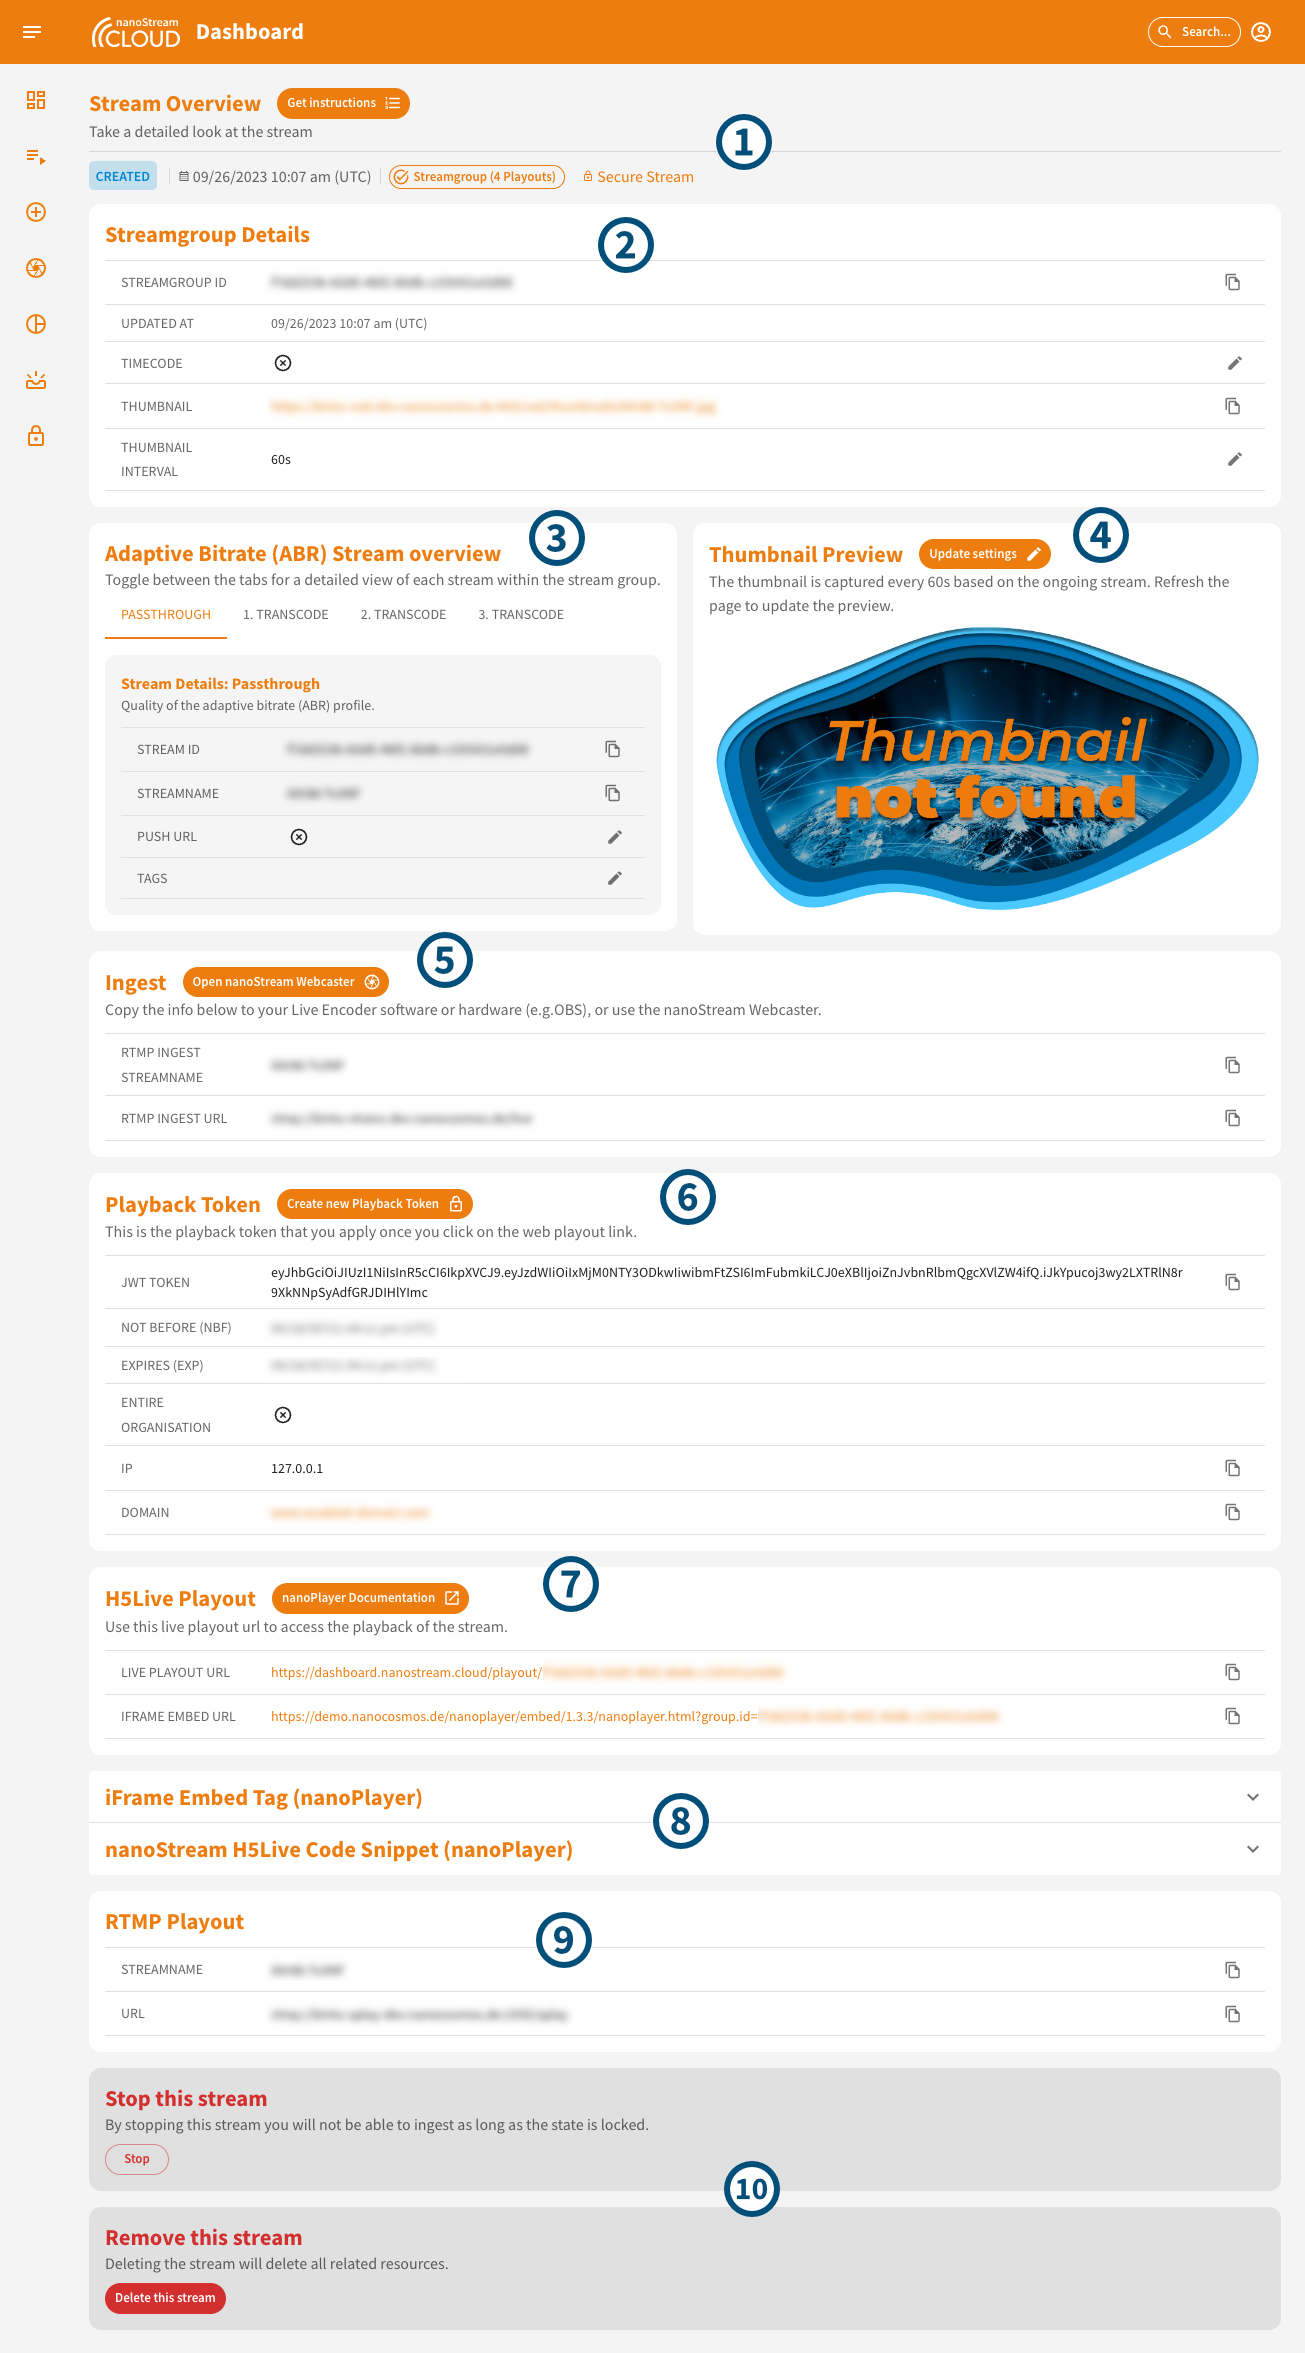 nanoStream
CLOUD
Dashboard
Search...
Stream Overview
Get instructions
Take a detailed look at the stream
1
CREATED
09/26/2023 10:07 am (UTC)
Streamgroup (4 Playouts)
Secure Stream
Streamgroup Details
2
STREAMGROUP ID
UPDATED AT
09/26/2023 10:07 am (UTC)
TIMECODE
THUMBNAIL
THUMBNAIL
INTERVAL
60s
3
Adaptive Bitrate (ABR) Stream overview
Toggle between the tabs for a detailed view of each stream within the stream group.
PASSTHROUGH
1. TRANSCODE
2. TRANSCODE
3. TRANSCODE
Stream Details: Passthrough
Quality of the adaptive bitrate (ABR) profile.
STREAM ID
STREAMNAME
PUSH URL
TAGS
4
Thumbnail Preview
Update settings
The thumbnail is captured every 60s based on the ongoing stream. Refresh the
page to update the preview.
Thumbnail
not found
5
Ingest
Open nanoStream Webcaster
Copy the info below to your Live Encoder software or hardware (e.g.OBS), or use the nanoStream Webcaster.
RTMP INGEST
STREAMNAME
RTMP INGEST URL
6
Playback Token
Create new Playback Token
This is the playback token that you apply once you click on the web playout link.
JWT TOKEN
eyJhbGciOiJIUzI1NiIsInR5cCI6IkpXVCJ9.eyJzdWIiOiIxMjM0NTY3ODkwIiwibmFtZSI6ImFubmkiLCJ0eXBlIjoiZnJvbnRlbmQgcXVlZW4ifQ.iJkYpucoj3wy2LXTRlN8r
9XkNNpSyAdfGRJDIHlYImc
NOT BEFORE (NBF)
EXPIRES (EXP)
ENTIRE
ORGANISATION
IP
127.0.0.1
DOMAIN
7
H5Live Playout
nanoPlayer Documentation
Use this live playout url to access the playback of the stream.
LIVE PLAYOUT URL
https://dashboard.nanostream.cloud/playout/
IFRAME EMBED URL
https://demo.nanocosmos.de/nanoplayer/embed/1.3.3/nanoplayer.html?group.id=
iFrame Embed Tag (nanoPlayer)
8
nanoStream H5Live Code Snippet (nanoPlayer)
RTMP Playout
9
STREAMNAME
URL
Stop this stream
By stopping this stream you will not be able to ingest as long as the state is locked.
Stop
10
Remove this stream
Deleting the stream will delete all related resources.
Delete this stream